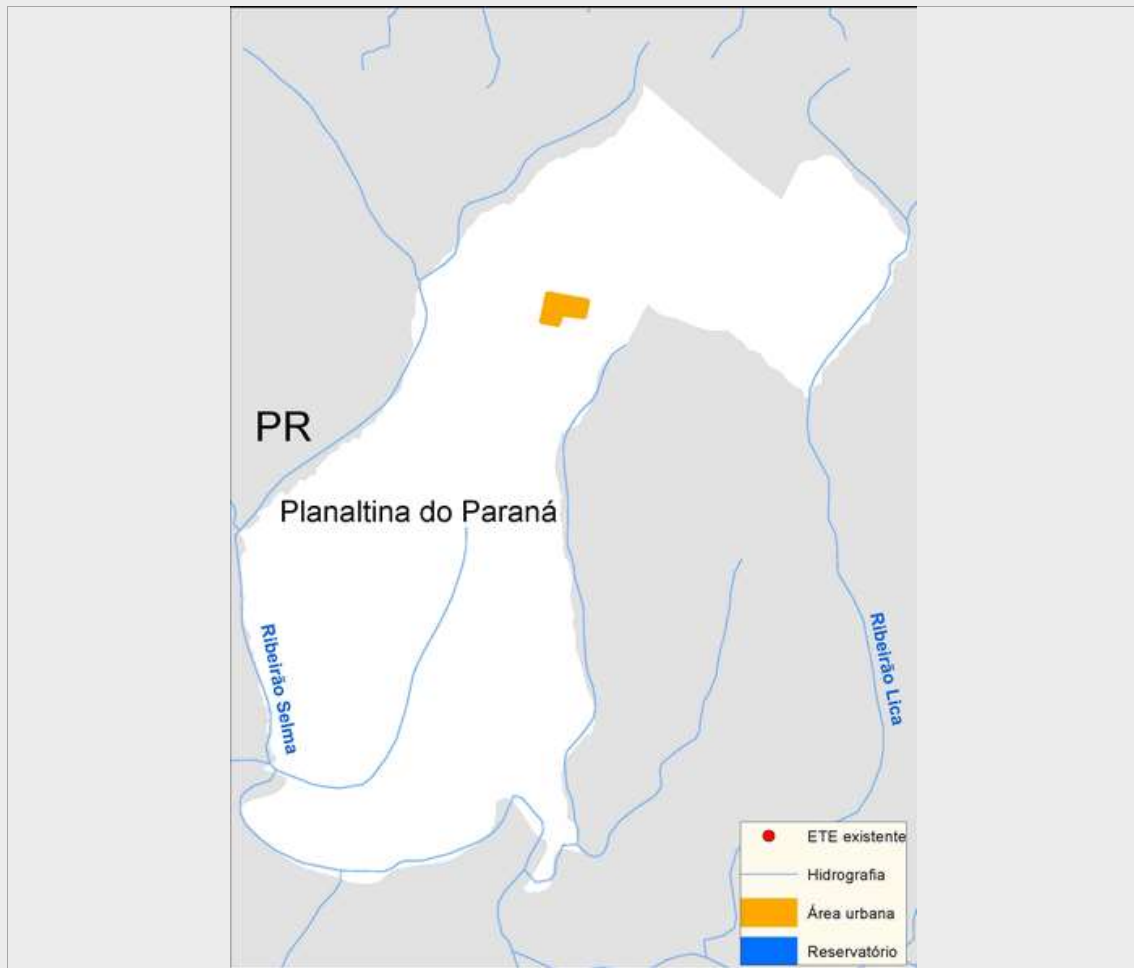 PR
Planaltina do Paraná
Ribeirão Selma
Ribeirão Lica
ETE existente
Hidrografia
Área urbana
Reservatório